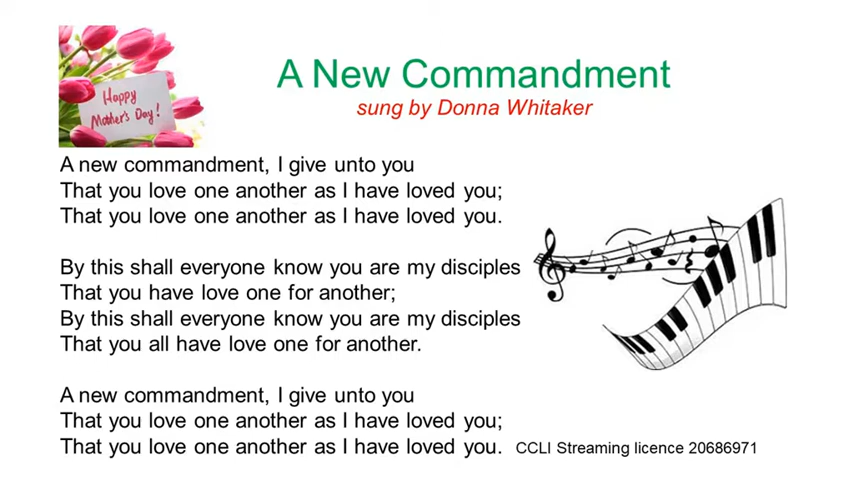 Happy
Mother's Day!
A New Commandment
sung by Donna Whitaker
A new commandment, I give unto you
That you love one another as I have loved you;
That you love one another as I have loved you.
By this shall everyone know you are my disciples
That you have love one for another;
By this shall everyone know you are my disciples
That you all have love one for another.
A new commandment, I give unto you
That you love one another as I have loved you;
That you love one another as I have loved you.
CCLI Streaming licence 20686971